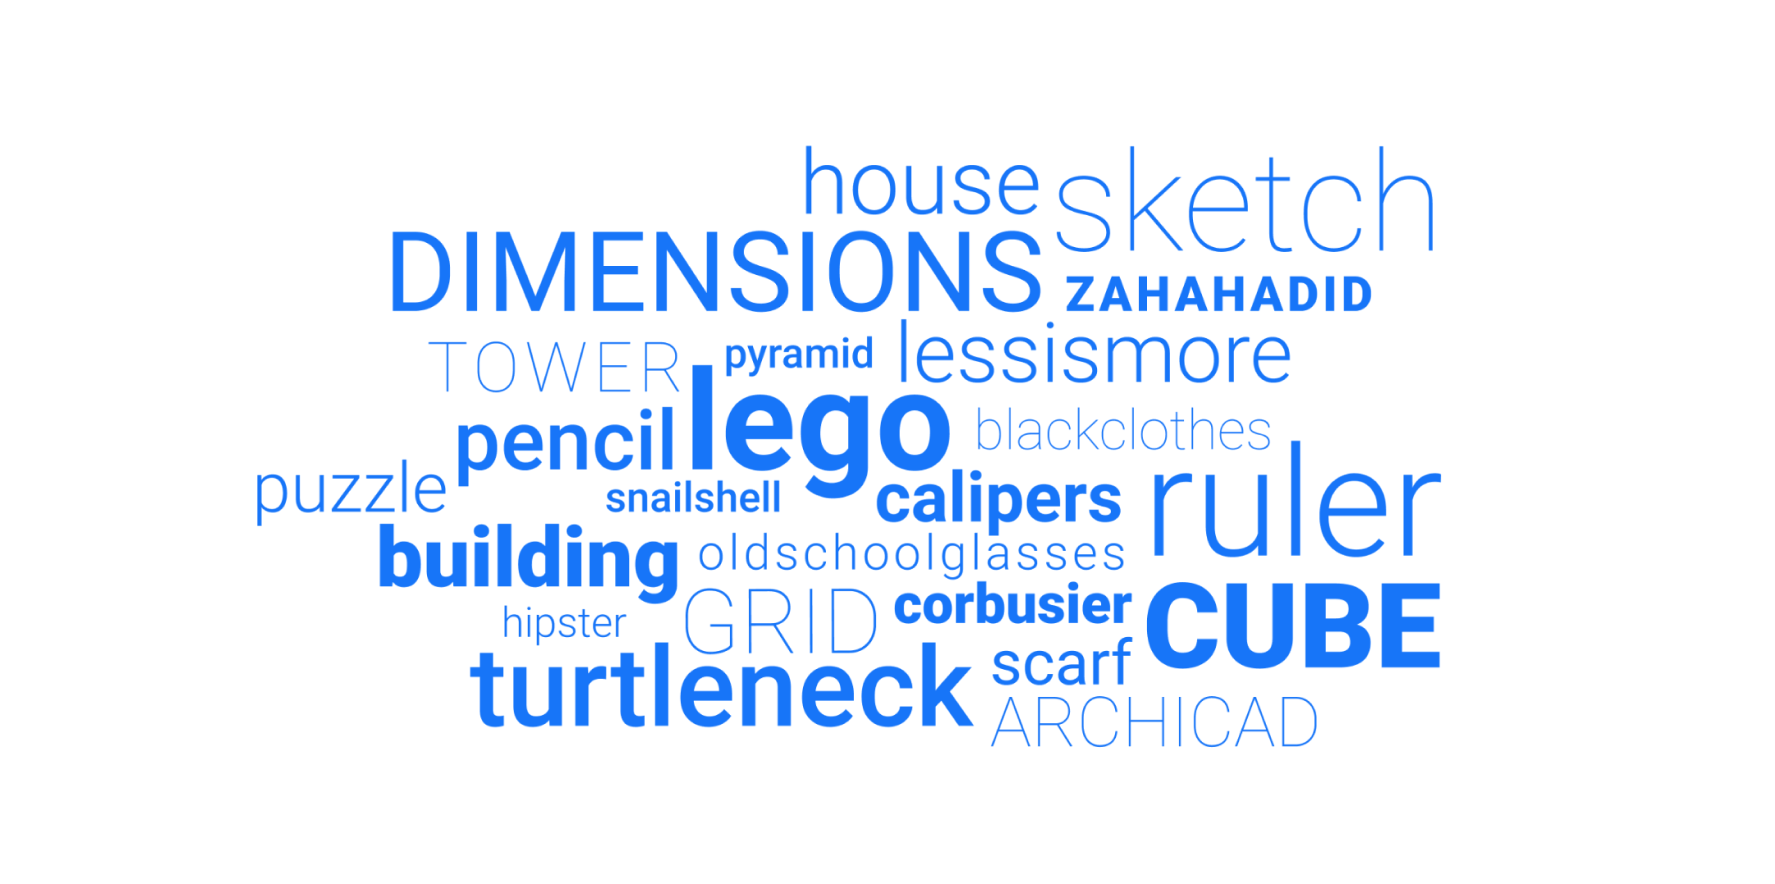 house sketch
DIMENSIONS
ZAHAHADID
TOWER pyramid lessismore
pencil lego blackclothes
puzzle snailshell calipers ruler
building oldschoolglasses
hipster GRID corbusier CUBE
turtleneck scarf
ARCHICAD